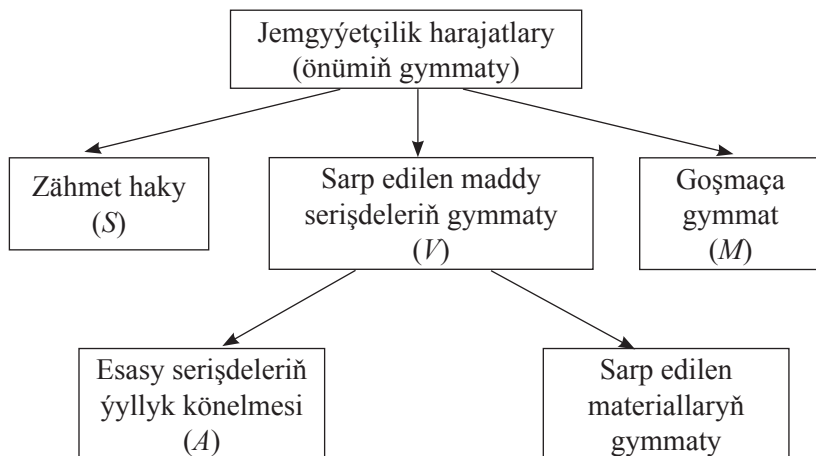 Jemgyýetçilik harajatlary
(önümiň gymmaty)
Zähmet haky
(S)
Sarp edilen maddy
serişdeleriň gymmaty
(V)
Goşmaça
gymmat
(M)
Esasy serişdeleriň
ýyllyk könelmesi
(A)
Sarp edilen
materiallaryň
gymmaty